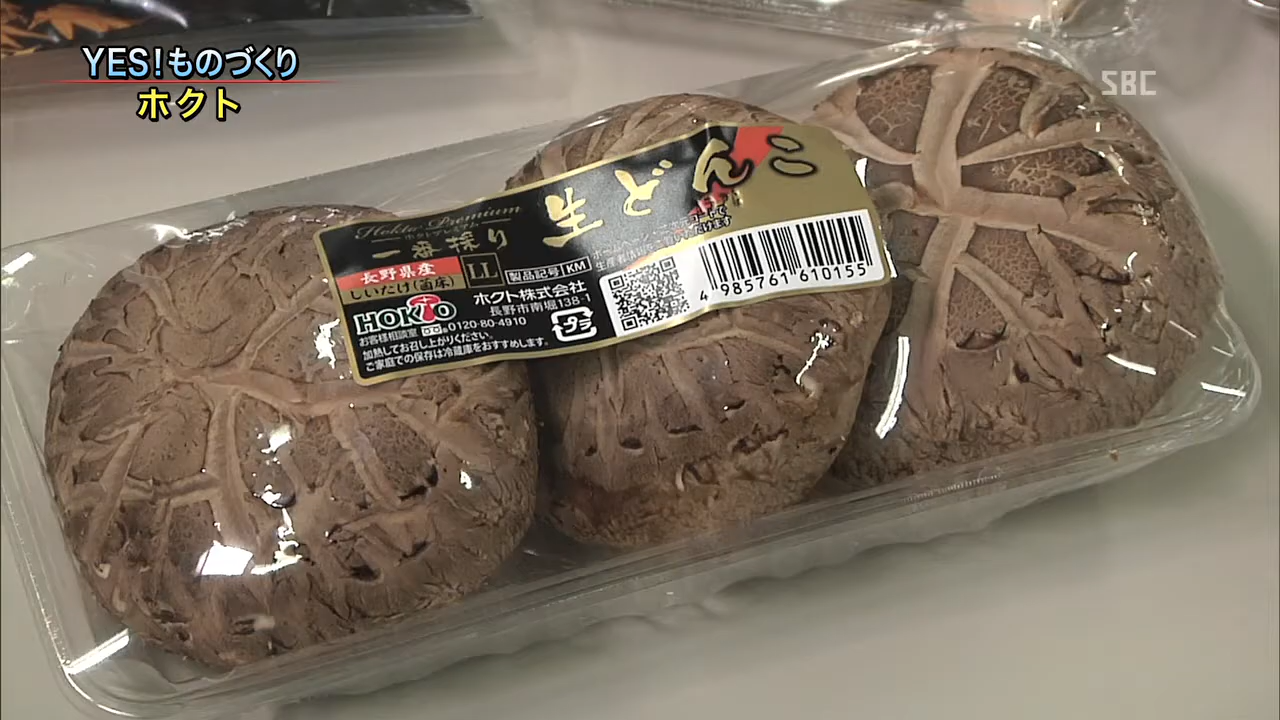 YES!ものづくり
ホクト
SBC
生どんこ
Hokto Premium
一番採り
長野県産
しいたけ(菌床)
LL
製品記号 KM
HOKTO
ホクト株式会社
長野市南堀138-1
お客様相談室 0120-80-4910
加熱してお召し上がりください。
ご家庭での保存は冷蔵庫をおすすめします。
プラ
4 985761 610155